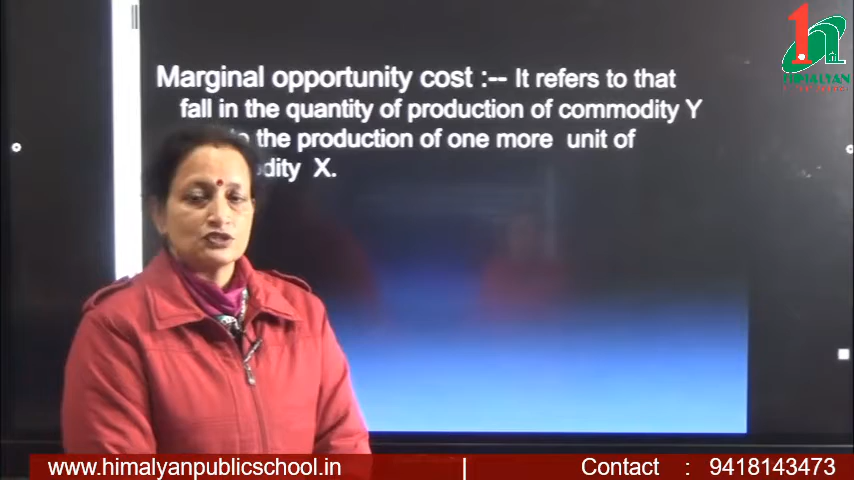 Marginal opportunity cost :-- It refers to that
fall in the quantity of production of commodity Y
the production of one more unit of
X.
HIMALYAN
www.himalyanpublicschool.in | Contact : 9418143473